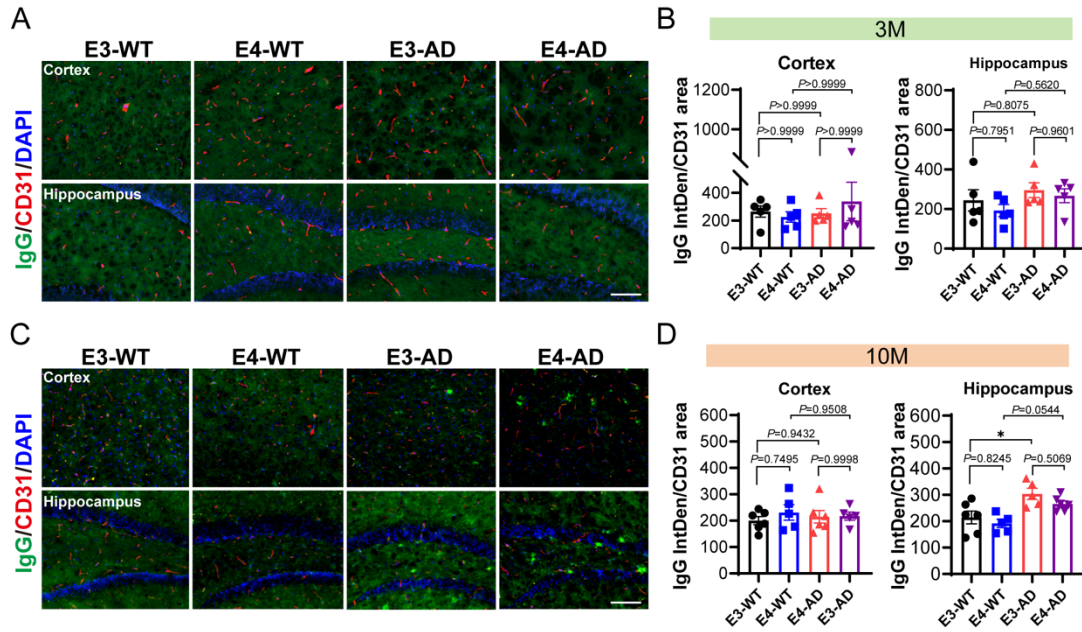 A
E3-WT E4-WT E3-AD E4-AD
Cortex
Hippocampus
IgG/CD31/DAPI
B
3M
Cortex
IgG IntDen/CD31 area
1200
1000
400
200
0
P>0.9999
P>0.9999
P>0.9999
P>0.9999
E3-WT E4-WT E3-AD E4-AD
Hippocampus
IgG IntDen/CD31 area
800
600
400
200
0
P=0.5620
P=0.8075
P=0.7951
P=0.9601
E3-WT E4-WT E3-AD E4-AD
C
E3-WT E4-WT E3-AD E4-AD
Cortex
Hippocampus
IgG/CD31/DAPI
D
10M
Cortex
IgG IntDen/CD31 area
600
500
400
300
200
100
0
P=0.9508
P=0.9432
P=0.7495
P=0.9998
E3-WT E4-WT E4-AD E3-AD
Hippocampus
IgG IntDen/CD31 area
600
500
400
300
200
100
0
P=0.0544
*
P=0.8245
P=0.5069
E3-WT E4-WT E3-AD E4-AD